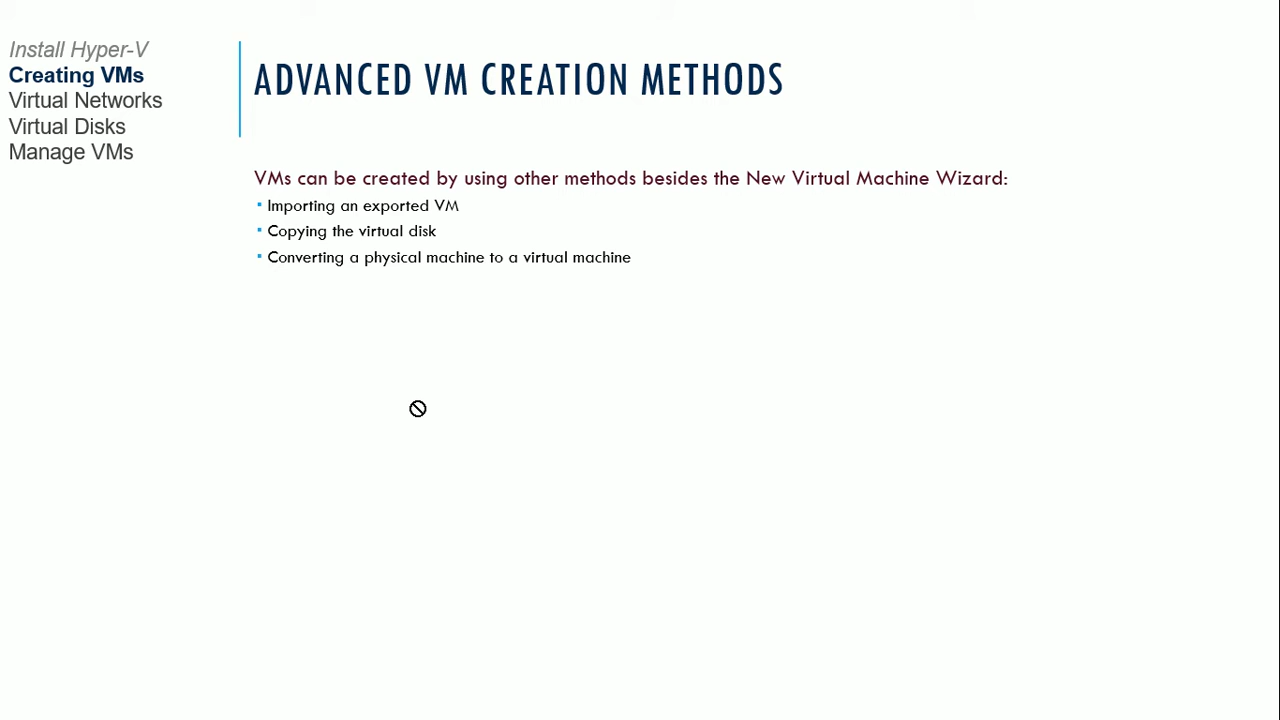 Install Hyper-V
Creating VMs
Virtual Networks
Virtual Disks
Manage VMs
ADVANCED VM CREATION METHODS
VMs can be created by using other methods besides the New Virtual Machine Wizard:
▪ Importing an exported VM
▪ Copying the virtual disk
▪ Converting a physical machine to a virtual machine